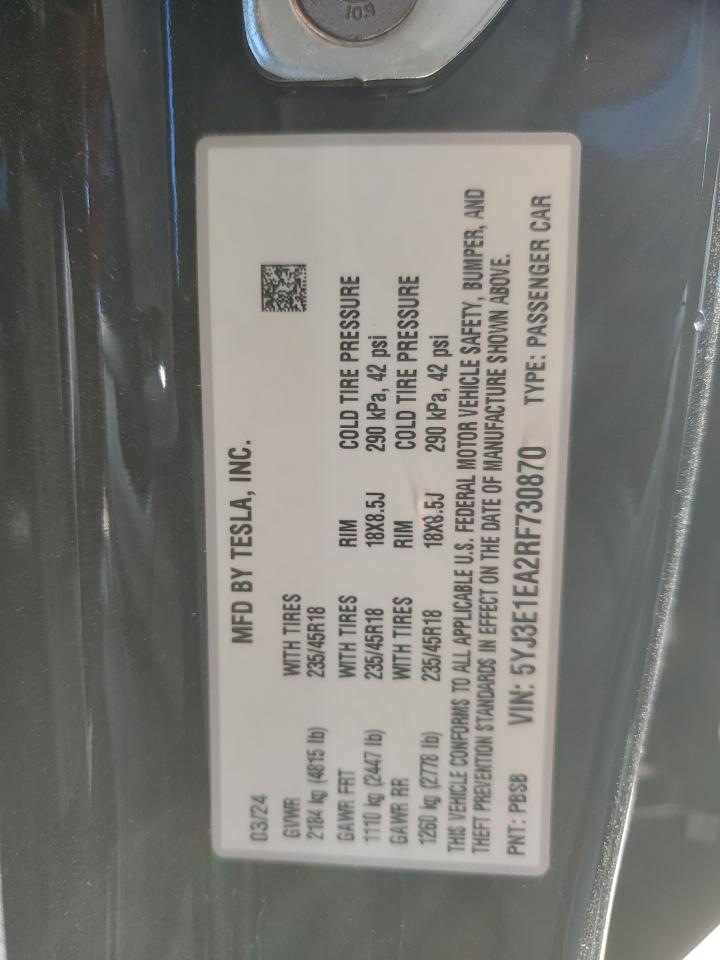 10.9
03/24 MFD BY TESLA, INC.
GVWR WITH TIRES
2184 kg (4815 lb) 235/45R18
GAWR FRT WITH TIRES RIM COLD TIRE PRESSURE
1110 kg (2447 lb) 235/45R18 18X8.5J 290 kPa, 42 psi
GAWR RR WITH TIRES RIM COLD TIRE PRESSURE
1260 kg (2778 lb) 235/45R18 18X8.5J 290 kPa, 42 psi
THIS VEHICLE CONFORMS TO ALL APPLICABLE U.S. FEDERAL MOTOR VEHICLE SAFETY, BUMPER, AND
THEFT PREVENTION STANDARDS IN EFFECT ON THE DATE OF MANUFACTURE SHOWN ABOVE.
PNT: PBSB VIN: 5YJ3E1EA2RF730870 TYPE: PASSENGER CAR